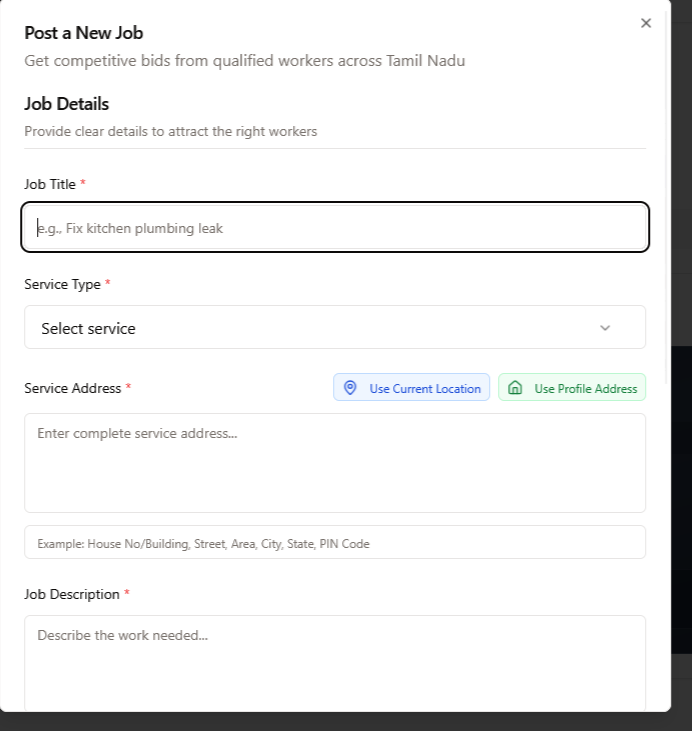 Post a New Job
Get competitive bids from qualified workers across Tamil Nadu
Job Details
Provide clear details to attract the right workers
Job Title *
e.g., Fix kitchen plumbing leak
Service Type *
Select service
Service Address *
Use Current Location
Use Profile Address
Enter complete service address...
Example: House No/Building, Street, Area, City, State, PIN Code
Job Description *
Describe the work needed...